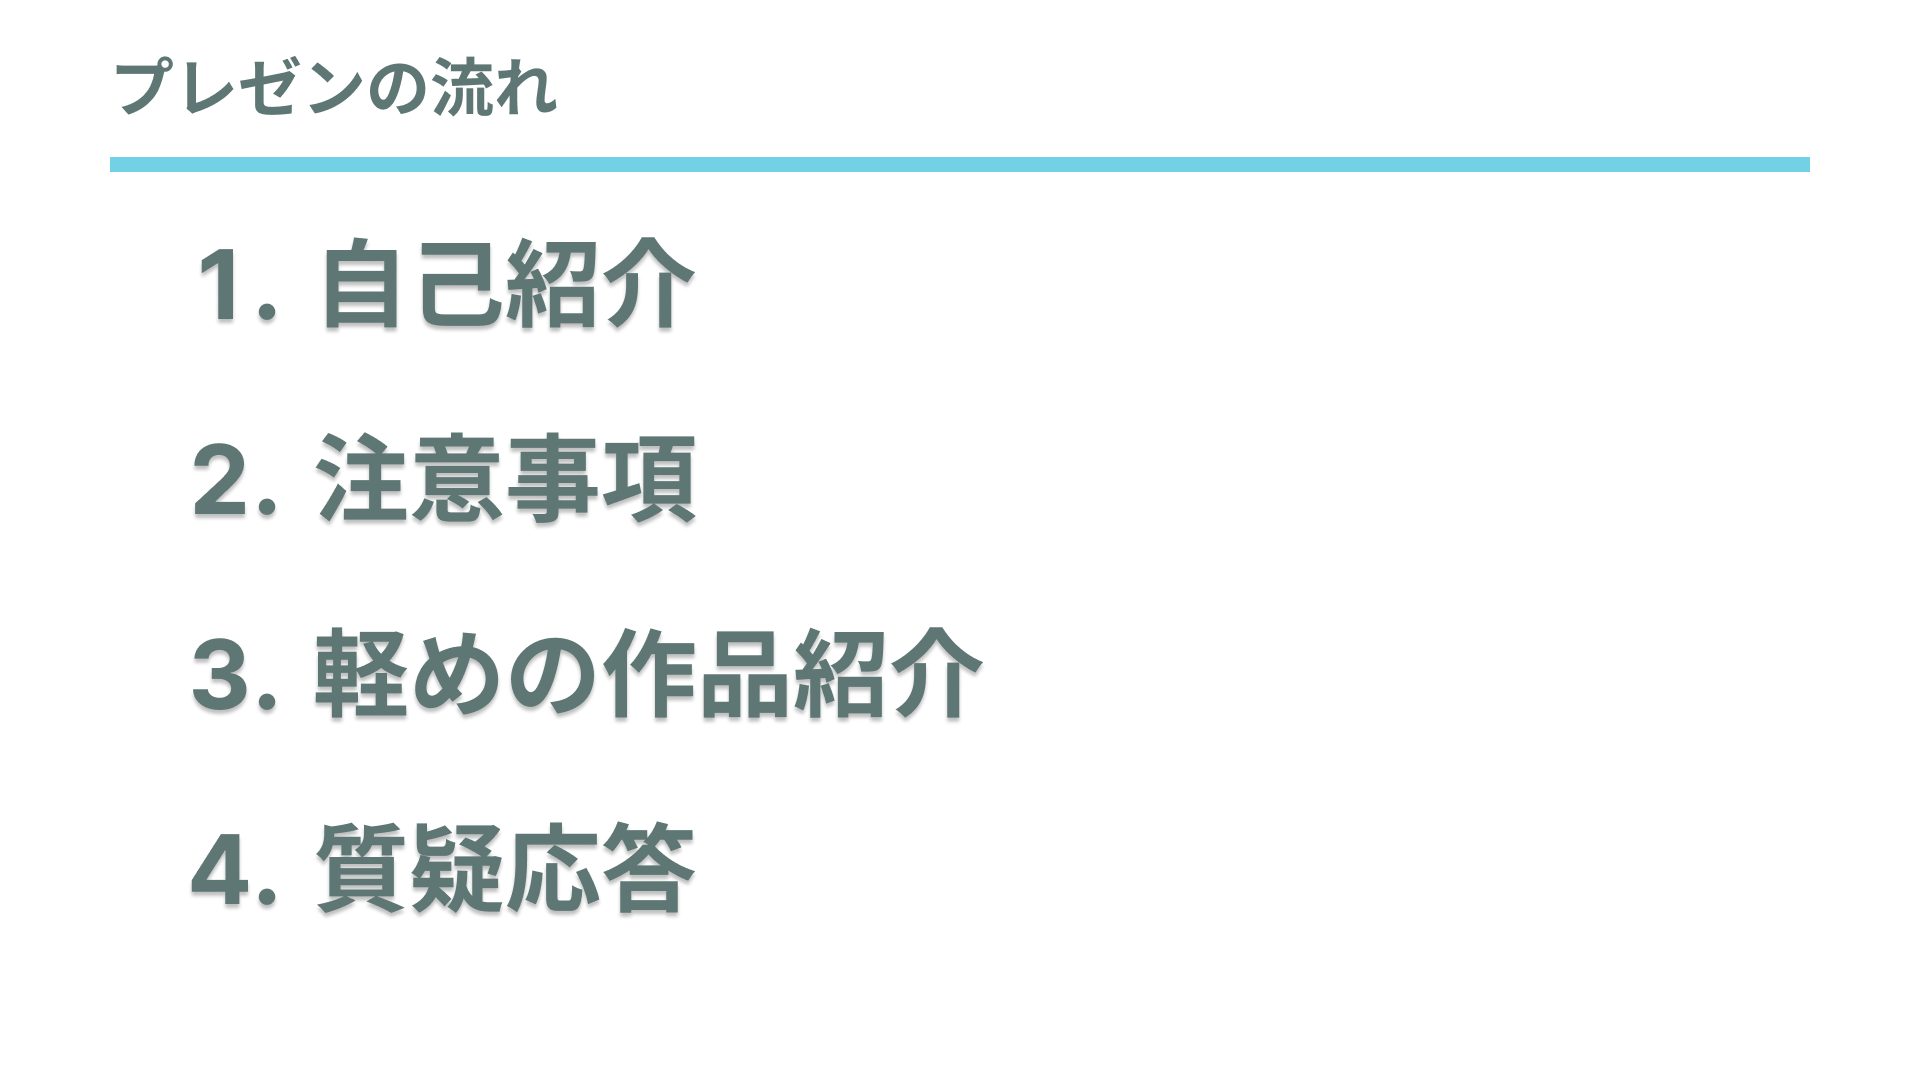 プレゼンの流れ
1. 自己紹介
2. 注意事項
3. 軽めの作品紹介
4. 質疑応答